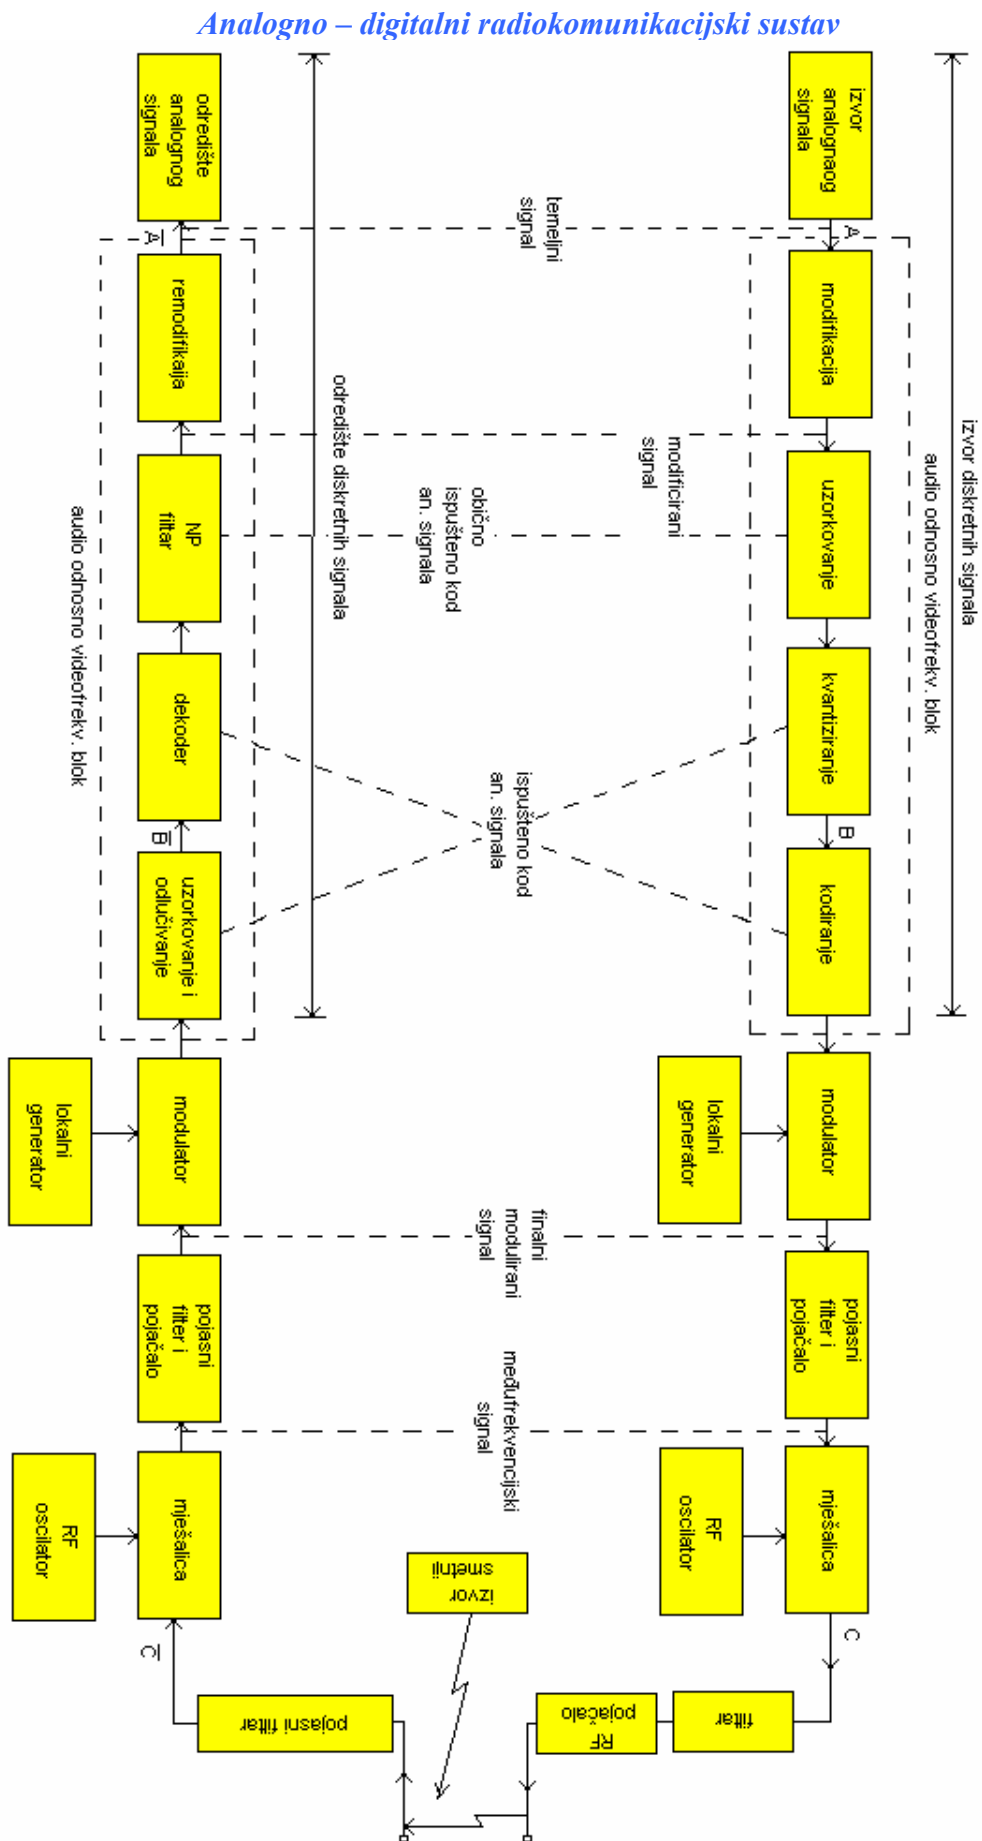 Analogno – digitalni radiokomunikacijski sustav
izvor
analognaog
signala
A
modifikacija
uzorkovanje
kvantiziranje
B
kodiranje
modulator
lokalni
generator
pojasni
filter i
pojačalo
mješalica
RF
oscilator
C
filtar
RF
pojačalo
izvor diskretnih signala
audio odnosno videofrekv. blok
temeljni
signal
modificirani
signal
obično
ispušteno kod
an. signala
ispušteno kod
an. signala
finalni
modulirani
signal
međufrekvencijski
signal
izvor
smetnji
odredište diskretnih signala
odredište
analognog
signala
A
remodifikaija
NP
filtar
dekoder
B
uzorkovanje i
odlučivanje
modulator
lokalni
generator
pojasni
filter i
pojačalo
mješalica
RF
oscilator
C
pojasni filtar
audio odnosno videofrekv. blok